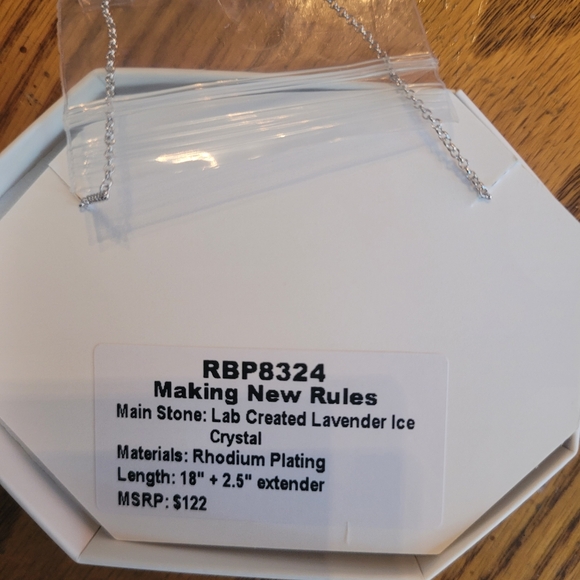 RBP8324
Making New Rules
Main Stone: Lab Created Lavender Ice
Crystal
Materials: Rhodium Plating
Length: 18" + 2.5" extender
MSRP: $122